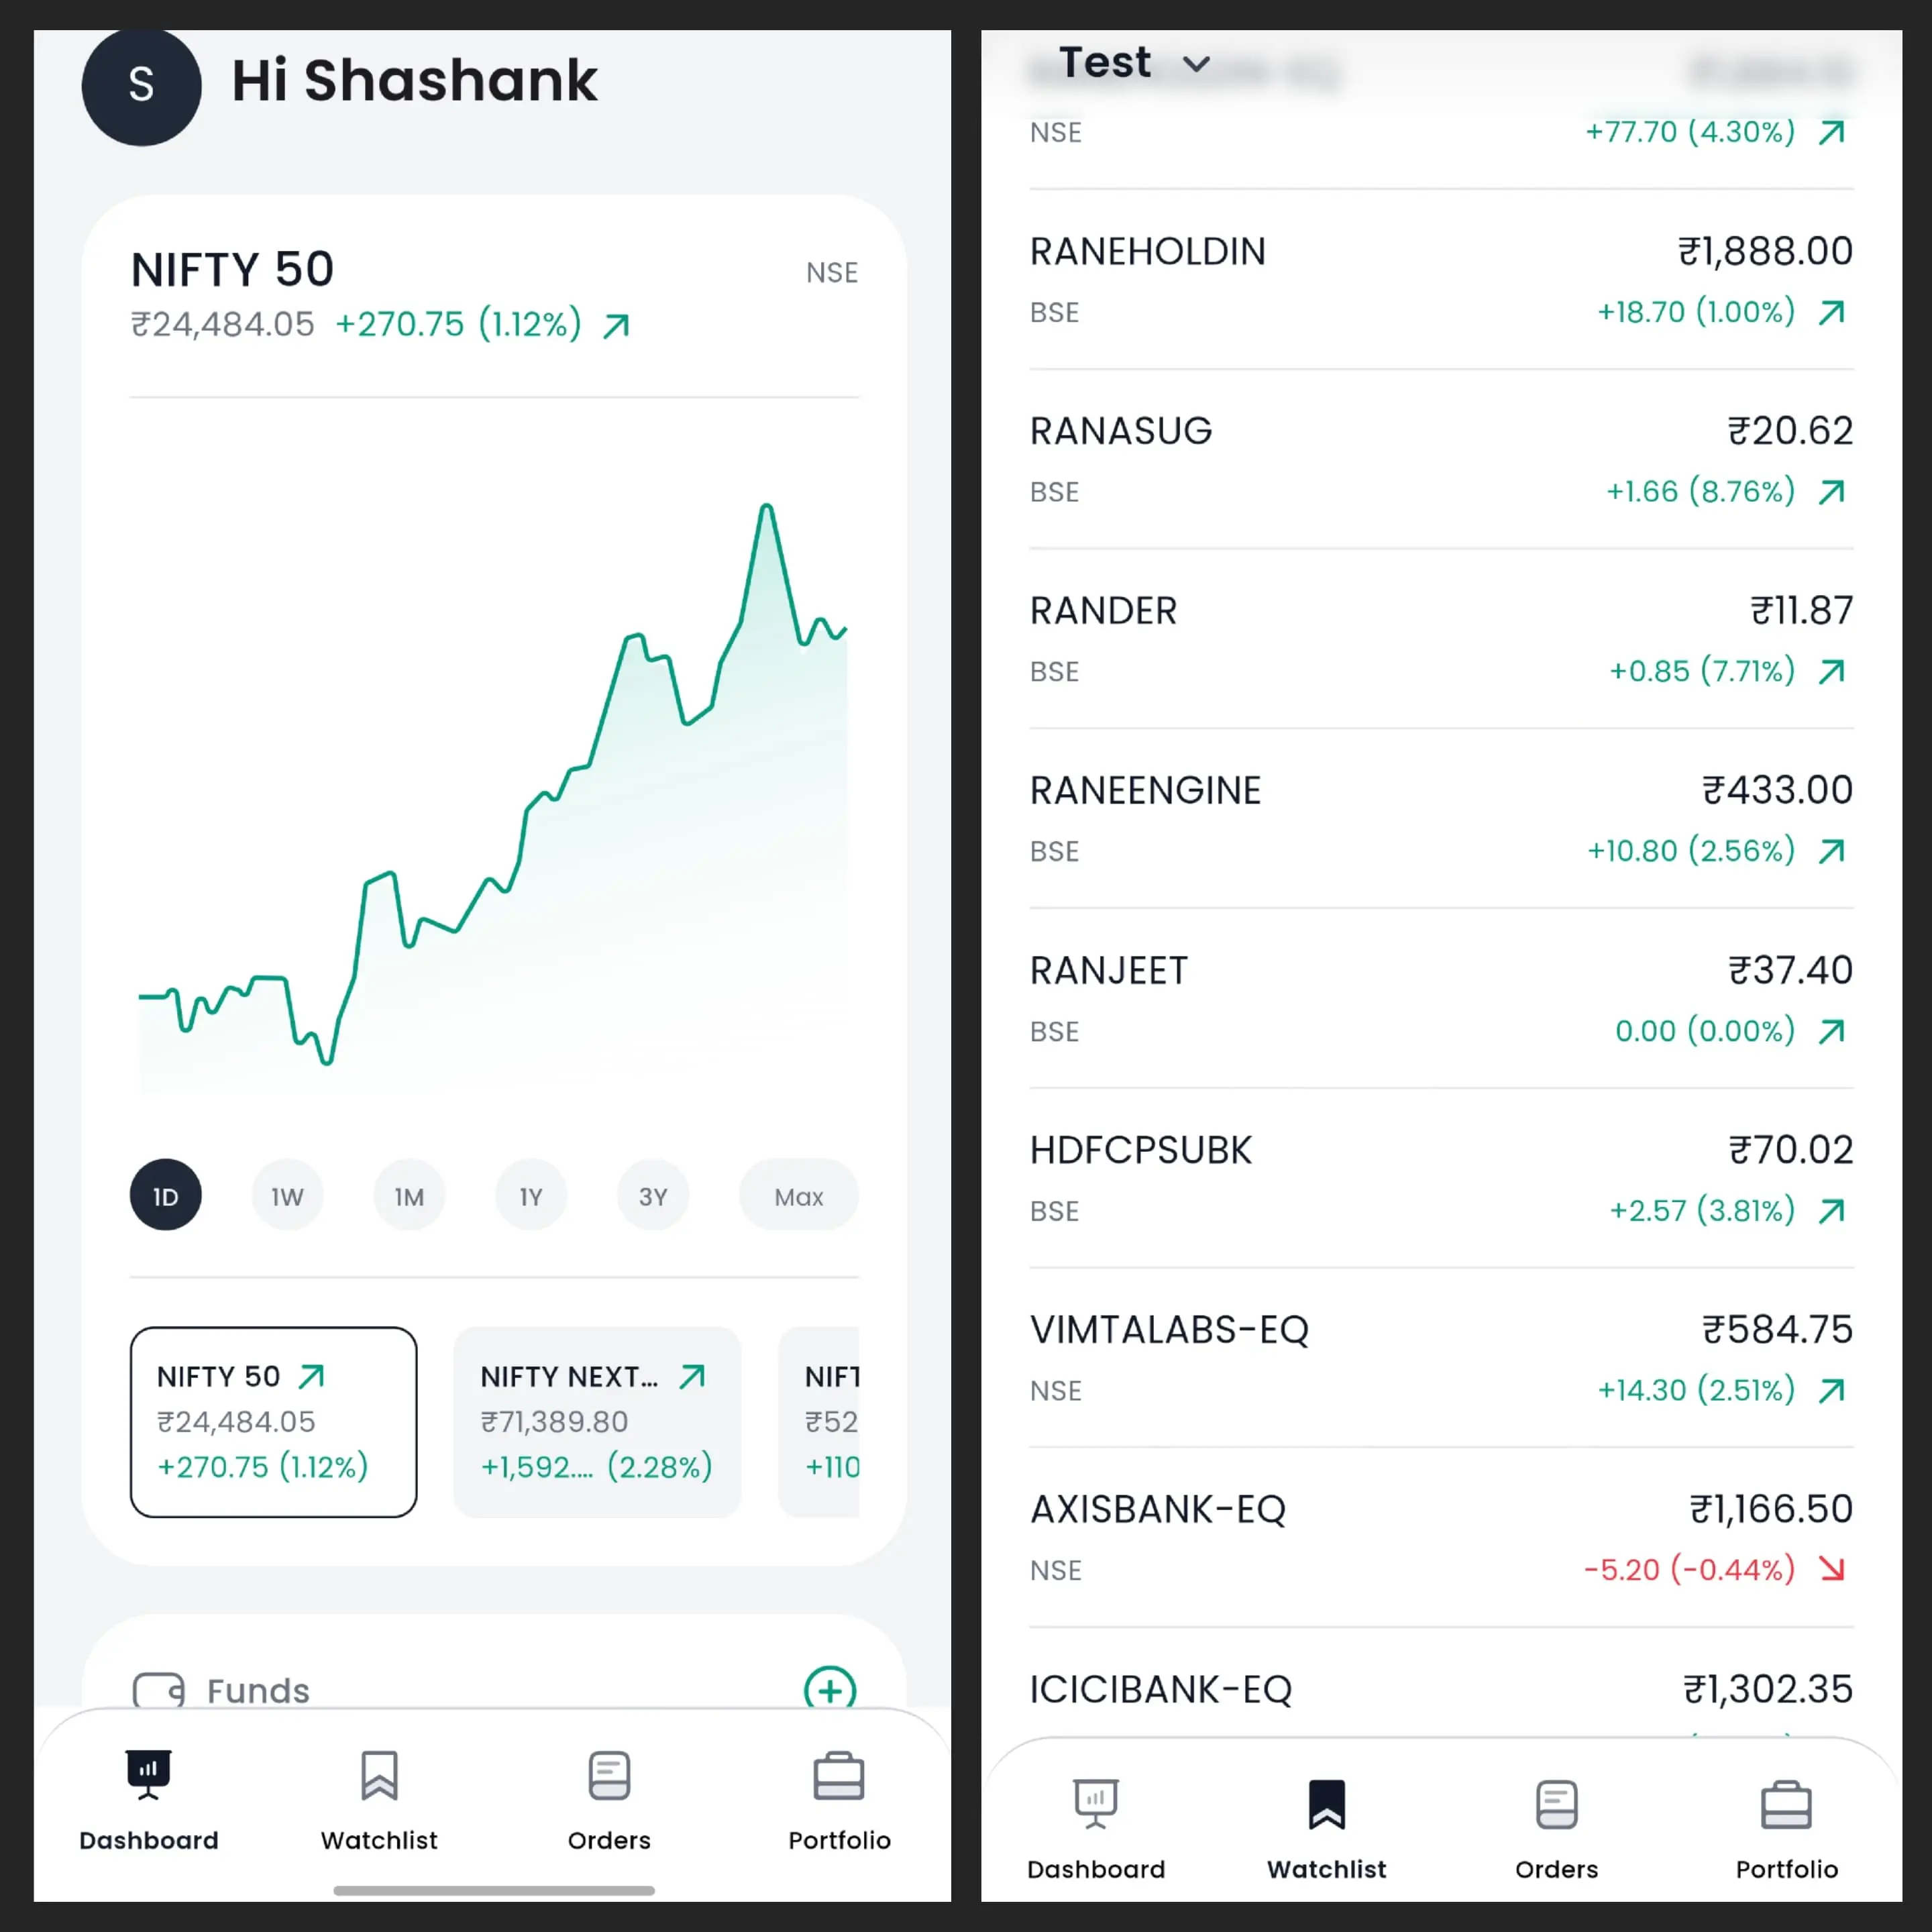 S
Hi Shashank
NIFTY 50
NSE
₹24,484.05 +270.75 (1.12%)
1D
1W
1M
1Y
3Y
Max
NIFTY 50
₹24,484.05
+270.75 (1.12%)
NIFTY NEXT...
₹71,389.80
+1,592.... (2.28%)
NIFT
₹52
+110
Funds
Dashboard
Watchlist
Orders
Portfolio
Test
NSE
+77.70 (4.30%)
RANEHOLDIN
₹1,888.00
BSE
+18.70 (1.00%)
RANASUG
₹20.62
BSE
+1.66 (8.76%)
RANDER
₹11.87
BSE
+0.85 (7.71%)
RANEENGINE
₹433.00
BSE
+10.80 (2.56%)
RANJEET
₹37.40
BSE
0.00 (0.00%)
HDFCPSUBK
₹70.02
BSE
+2.57 (3.81%)
VIMTALABS-EQ
₹584.75
NSE
+14.30 (2.51%)
AXISBANK-EQ
₹1,166.50
NSE
-5.20 (-0.44%)
ICICIBANK-EQ
₹1,302.35
Dashboard
Watchlist
Orders
Portfolio